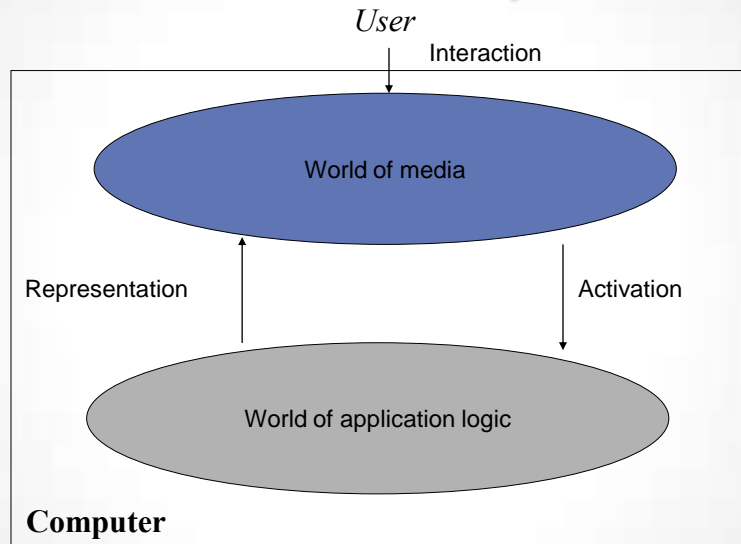 User
Interaction
World of media
Representation
Activation
World of application logic
Computer